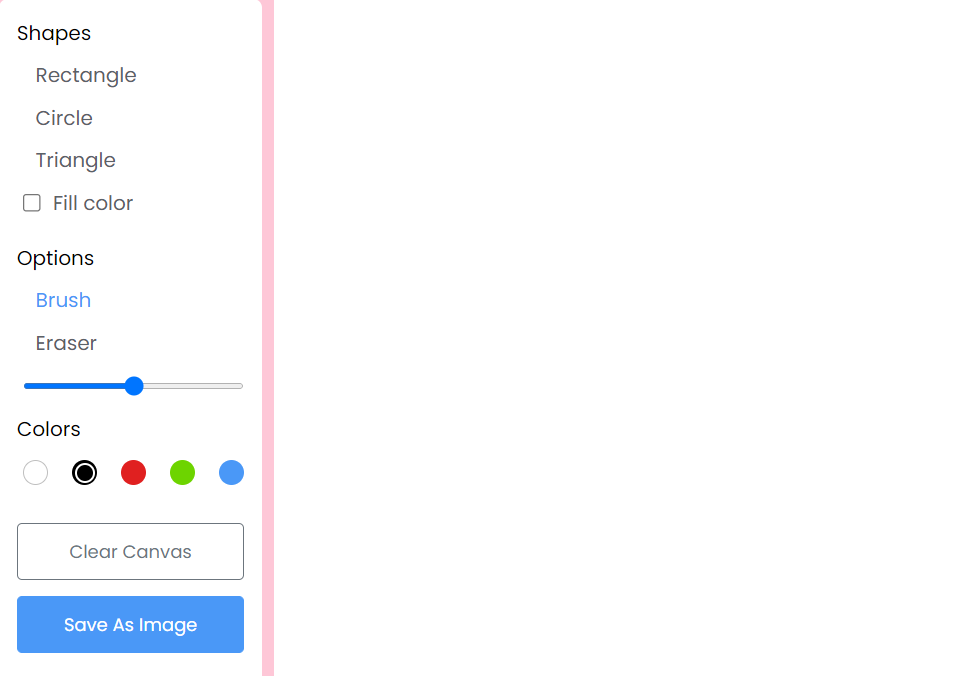 Shapes
Rectangle
Circle
Triangle
Fill color
Options
Brush
Eraser
Colors
Clear Canvas
Save As Image